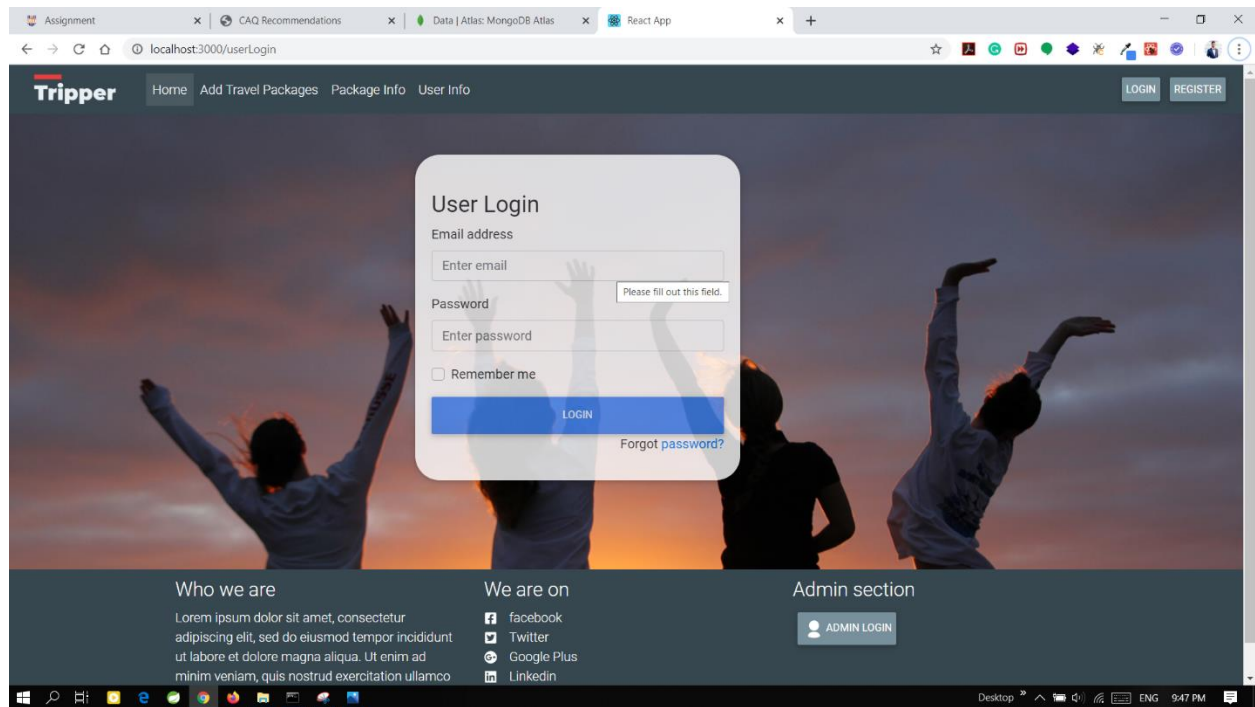 Assignment
CAQ Recommendations
Data | Atlas: MongoDB Atlas
React App
localhost:3000/userLogin
Tripper
Home Add Travel Packages Package Info User Info
LOGIN REGISTER
User Login
Email address
Enter email
Please fill out this field.
Password
Enter password
Remember me
LOGIN
Forgot password?
Who we are
Lorem ipsum dolor sit amet, consectetur
adipiscing elit, sed do eiusmod tempor incididunt
ut labore et dolore magna aliqua. Ut enim ad
minim veniam, quis nostrud exercitation ullamco
We are on
facebook
Twitter
Google Plus
Linkedin
Admin section
ADMIN LOGIN
Desktop ENG 9:47 PM